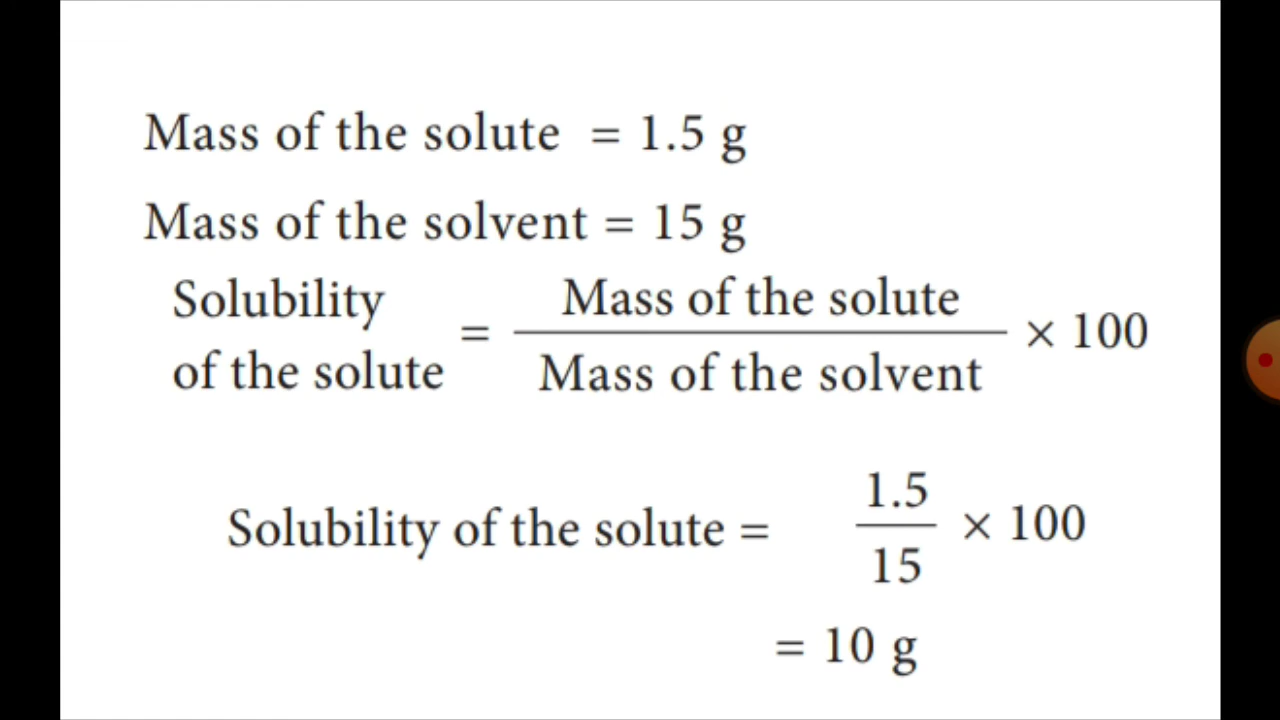 Mass of the solute = 1.5 g
Mass of the solvent = 15 g
Solubility of the solute = Mass of the solute / Mass of the solvent × 100
Solubility of the solute = 1.5 / 15 × 100
= 10 g